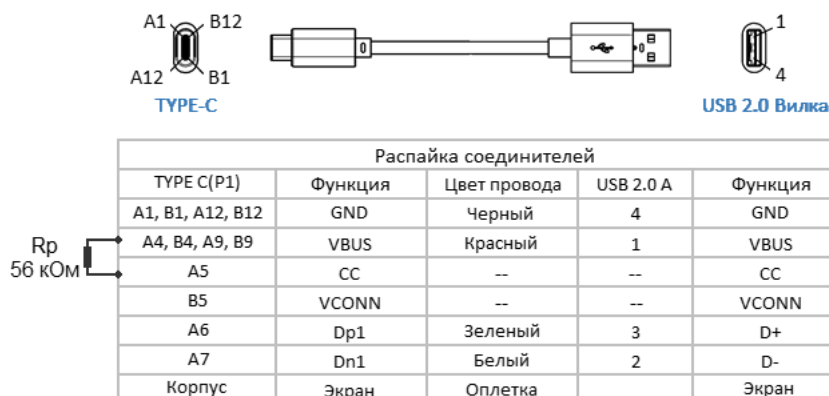 A1 B12
1
A12 B1
4
TYPE-C
USB 2.0 Вилка
Распайка соединителей
TYPE C(P1) Функция Цвет провода USB 2.0 A Функция
A1, B1, A12, B12 GND Черный 4 GND
A4, B4, A9, B9 VBUS Красный 1 VBUS
Rp
56 кОм
A5 CC -- -- CC
B5 VCONN -- -- VCONN
A6 Dp1 Зеленый 3 D+
A7 Dn1 Белый 2 D-
Корпус Экран Оплетка Экран